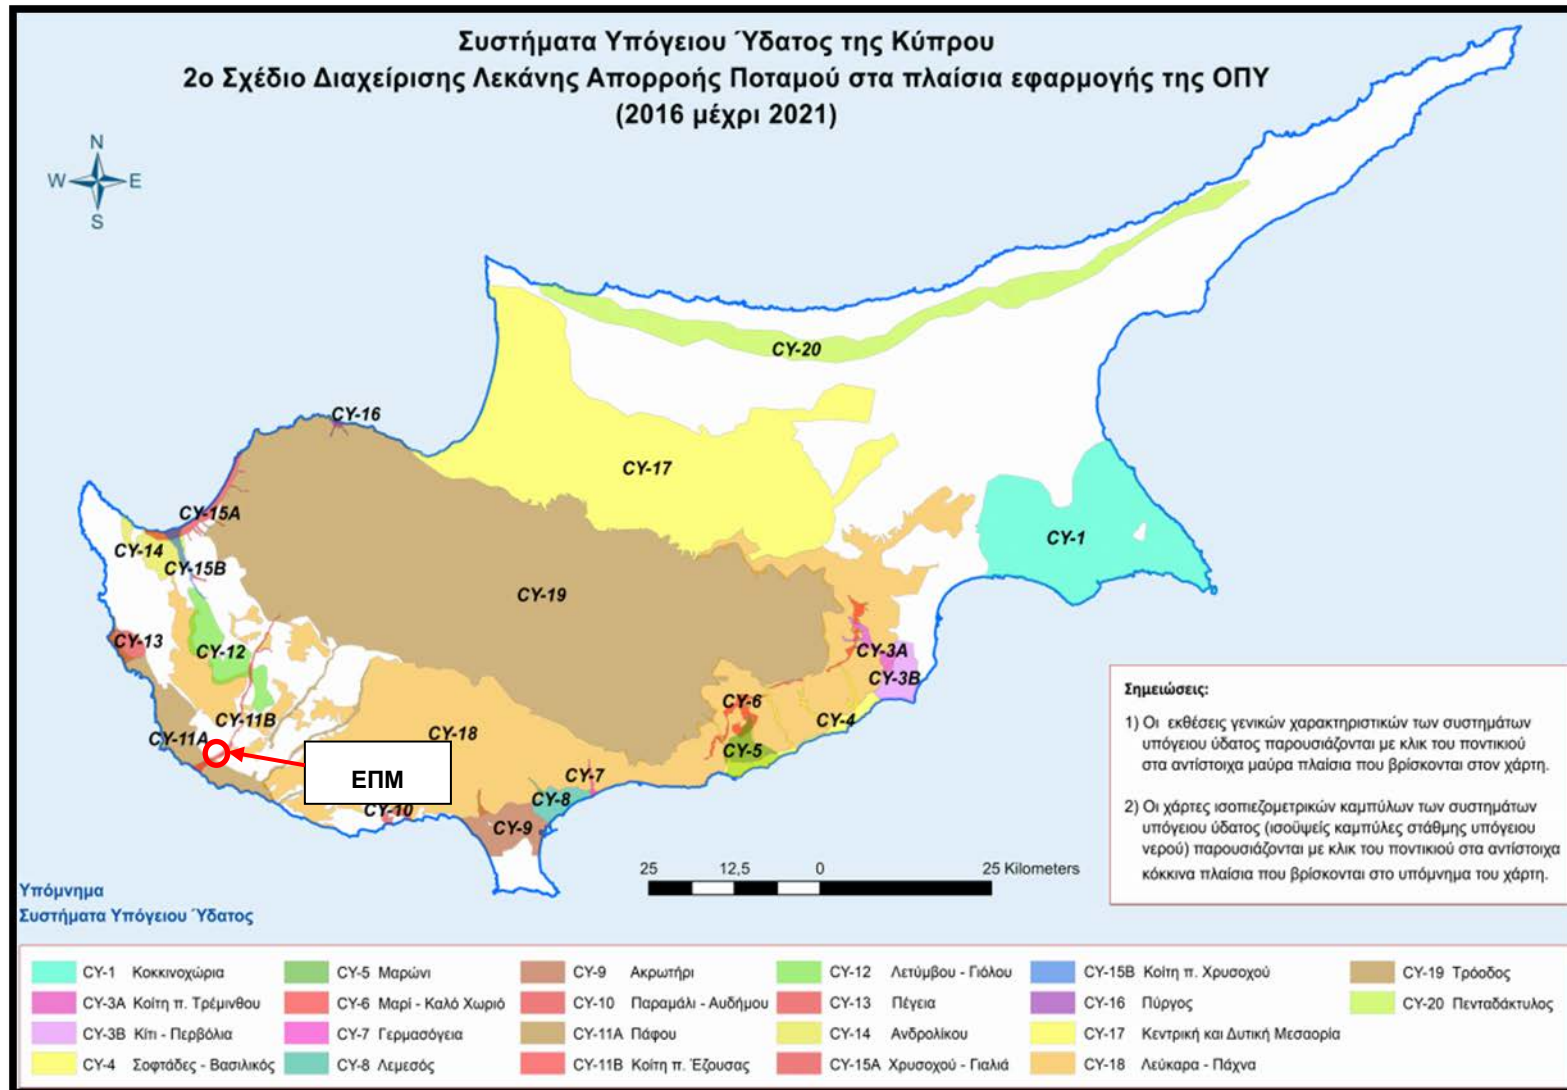 Συστήματα Υπόγειου Ύδατος της Κύπρου
2ο Σχέδιο Διαχείρισης Λεκάνης Απορροής Ποταμού στα πλαίσια εφαρμογής της ΟΠΥ
(2016 μέχρι 2021)
N
W E
S
CY-20
CY-16
CY-17
CY-15A
CY-1
CY-14
CY-15B
CY-19
CY-13
CY-12
CY-3A
CY-3B
CY-6
CY-11B
CY-4
CY-11A
CY-18
CY-5
ΕΠΜ
CY-7
CY-8
CY-10
CY-9
Σημειώσεις:
1) Οι εκθέσεις γενικών χαρακτηριστικών των συστημάτων
υπόγειου ύδατος παρουσιάζονται με κλικ του ποντικιού
στα αντίστοιχα μαύρα πλαίσια που βρίσκονται στον χάρτη.
2) Οι χάρτες ισοπιεζομετρικών καμπύλων των συστημάτων
υπόγειου ύδατος (ισοϋψείς καμπύλες στάθμης υπόγειου
νερού) παρουσιάζονται με κλικ του ποντικιού στα αντίστοιχα
κόκκινα πλαίσια που βρίσκονται στο υπόμνημα του χάρτη.
25 12,5 0 25 Kilometers
Υπόμνημα
Συστήματα Υπόγειου Ύδατος
CY-1 Κοκκινοχώρια
CY-3A Κοίτη π. Τρέμινθου
CY-3B Κίτι - Περβόλια
CY-4 Σοφτάδες - Βασιλικός
CY-5 Μαρώνι
CY-6 Μαρί - Καλό Χωριό
CY-7 Γερμασόγεια
CY-8 Λεμεσός
CY-9 Ακρωτήρι
CY-10 Παραμάλι - Αυδήμου
CY-11A Πάφου
CY-11B Κοίτη π. Έζουσας
CY-12 Λετύμβου - Γιόλου
CY-13 Πέγεια
CY-14 Ανδρολίκου
CY-15A Χρυσοχού - Γιαλιά
CY-15B Κοίτη π. Χρυσοχού
CY-16 Πύργος
CY-17 Κεντρική και Δυτική Μεσαορία
CY-18 Λεύκαρα - Πάχνα
CY-19 Τρόοδος
CY-20 Πενταδάκτυλος